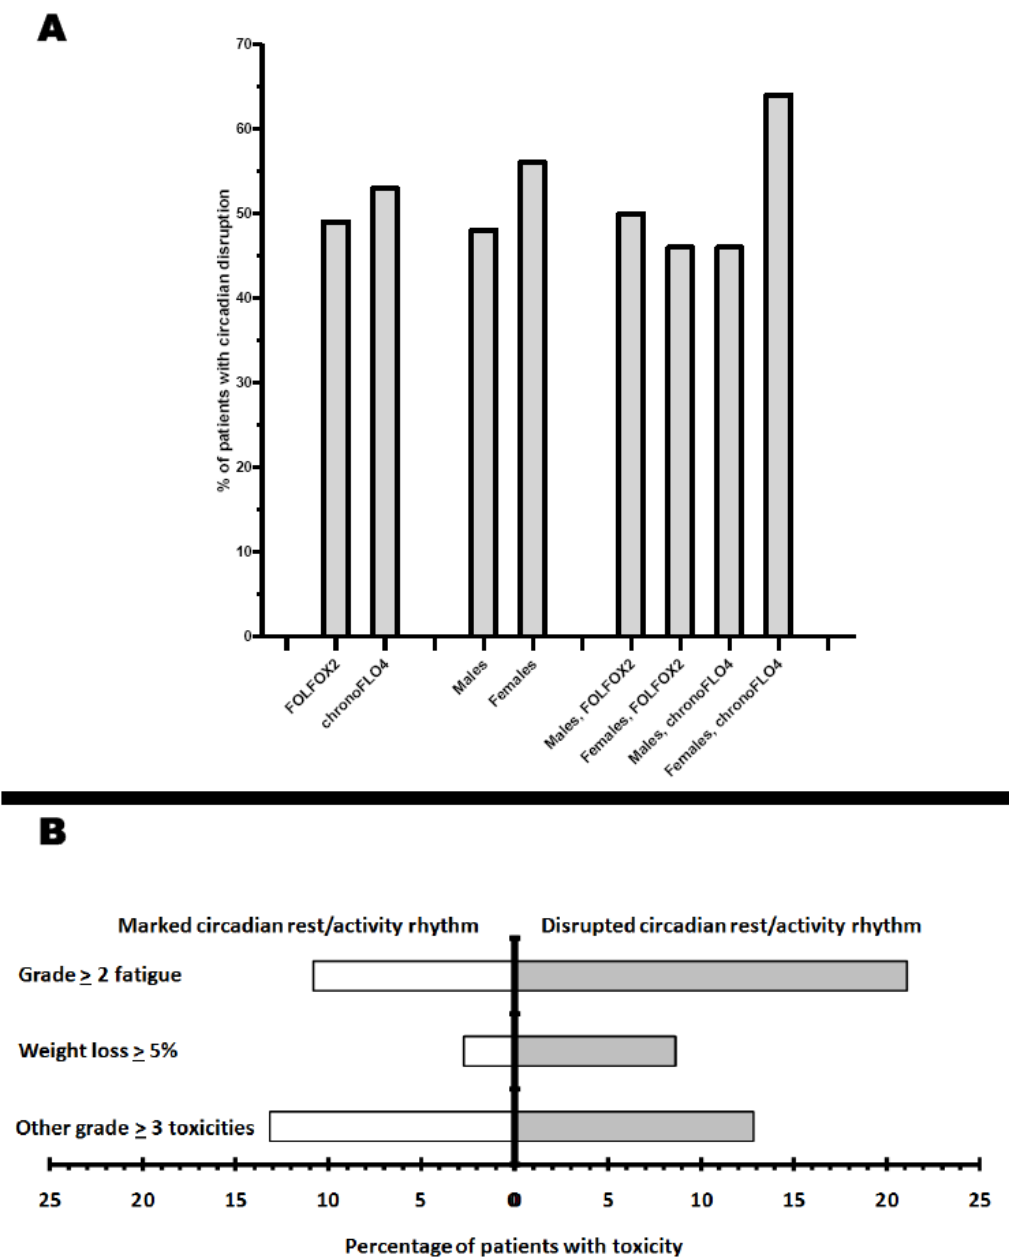 A
70
60
50
40
30
20
10
0
% of patients with circadian disruption
FOLFOX2
chronoFLO4
Males
Females
Males, FOLFOX2
Females, FOLFOX2
Males, chronoFLO4
Females, chronoFLO4
B
Marked circadian rest/activity rhythm Disrupted circadian rest/activity rhythm
Grade ≥ 2 fatigue
Weight loss ≥ 5%
Other grade ≥ 3 toxicities
25 20 15 10 5 0 5 10 15 20 25
Percentage of patients with toxicity